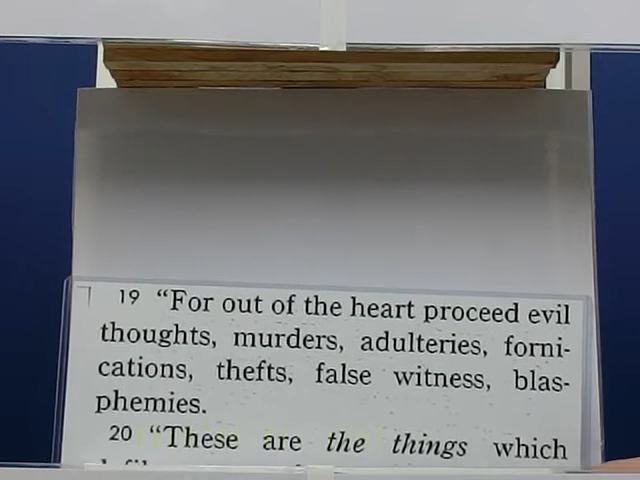 19 “For out of the heart proceed evil
thoughts, murders, adulteries, forni-
cations, thefts, false witness, blas-
phemies.
20 “These are the things which